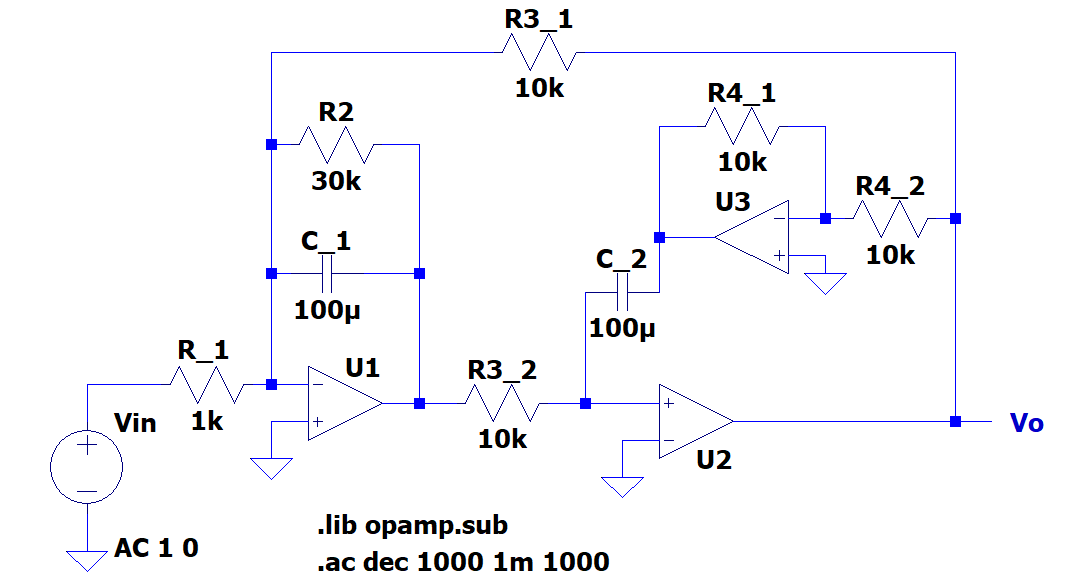 R3_1
10k
R4_1
R2
10k
30k
R4_2
U3
10k
C_1
C_2
100µ
100µ
R_1
U1
R3_2
1k
Vin
10k
U2
Vo
.lib opamp.sub
AC 1 0
.ac dec 1000 1m 1000